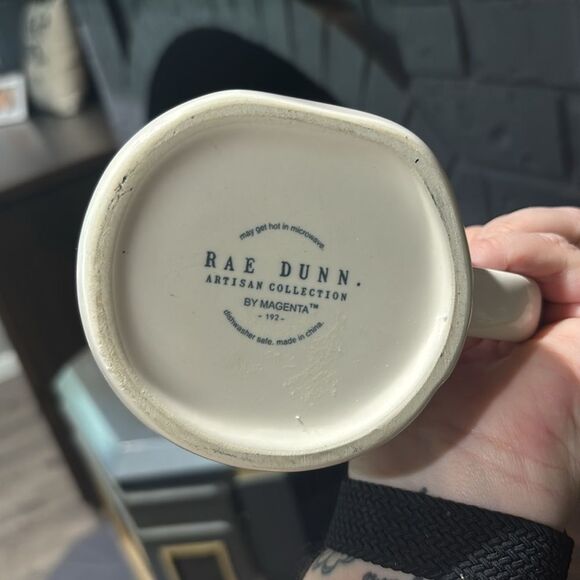 may get hot in microwave.
RAE DUNN.
ARTISAN COLLECTION
BY MAGENTA™
- 192 -
dishwasher safe. made in china.